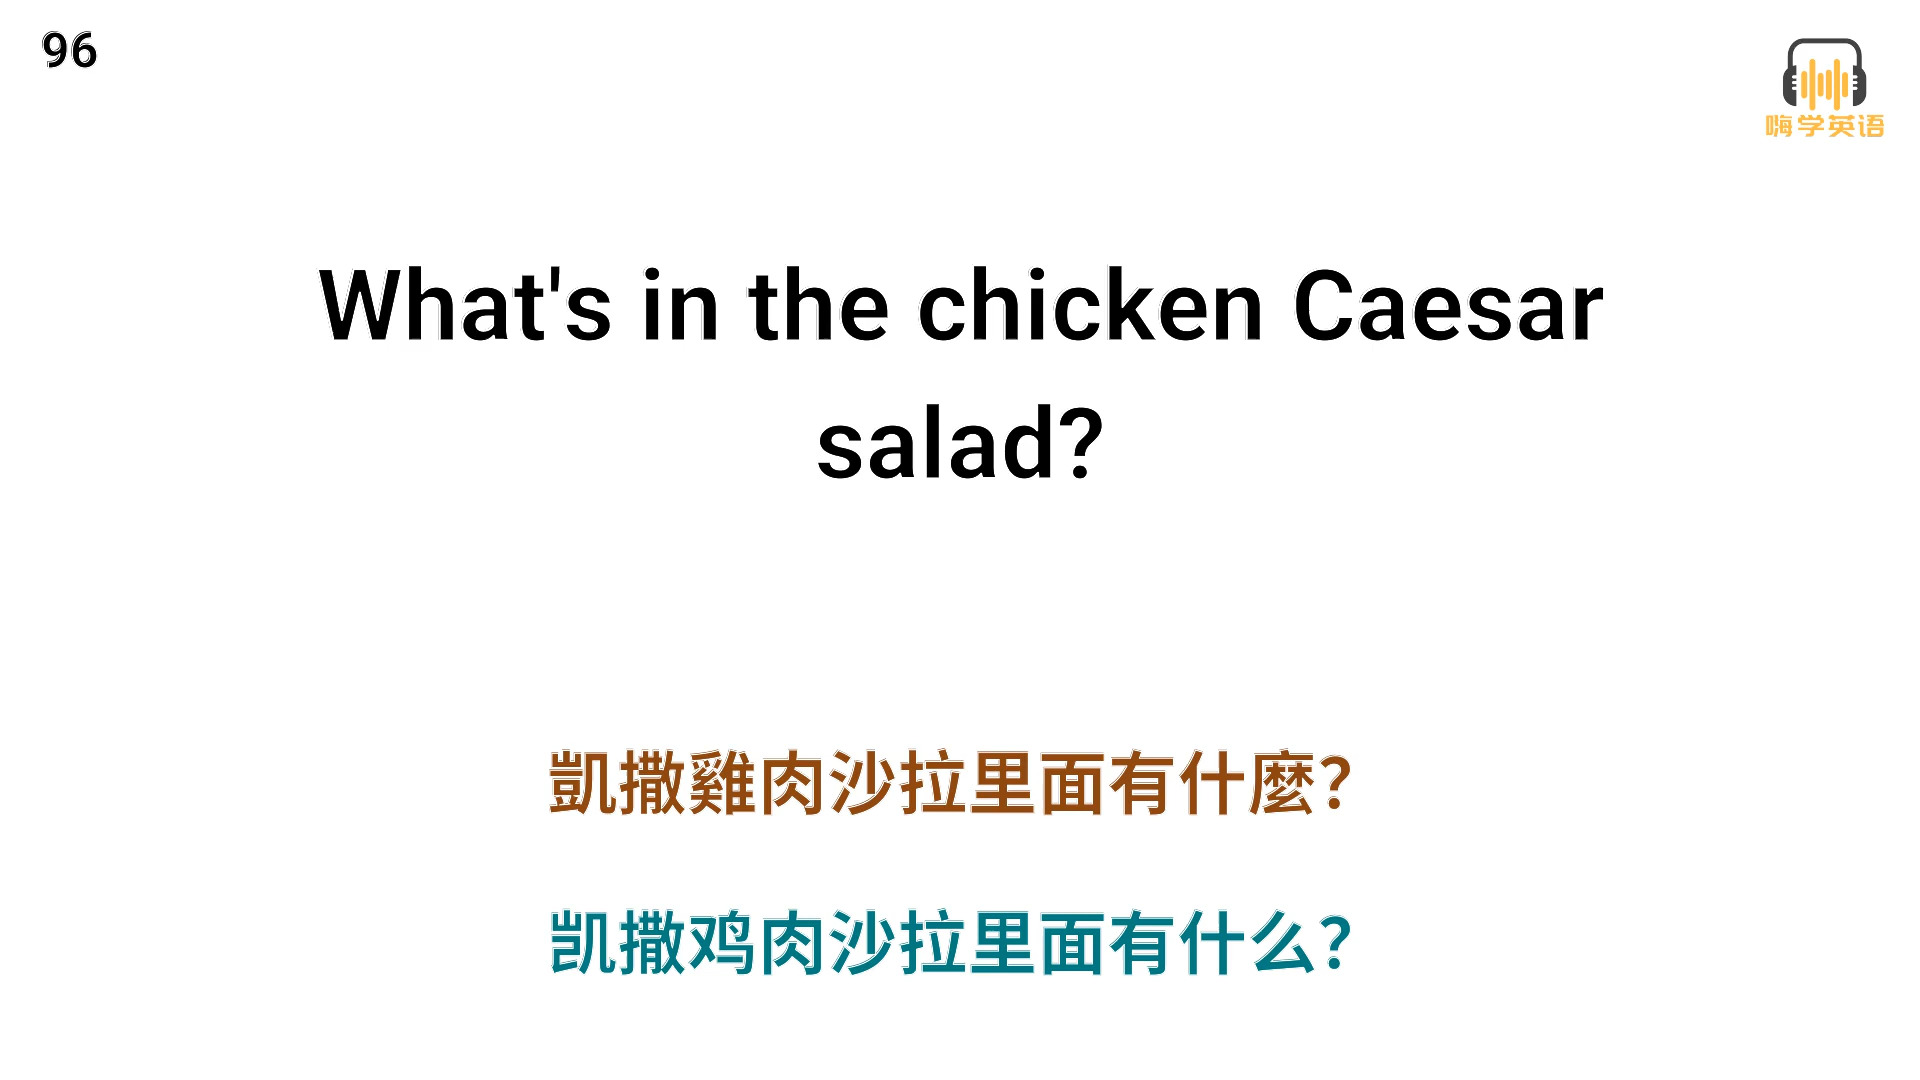 96
嗨学英语
What's in the chicken Caesar
salad?
凱撒雞肉沙拉里面有什麼?
凯撒鸡肉沙拉里面有什么?